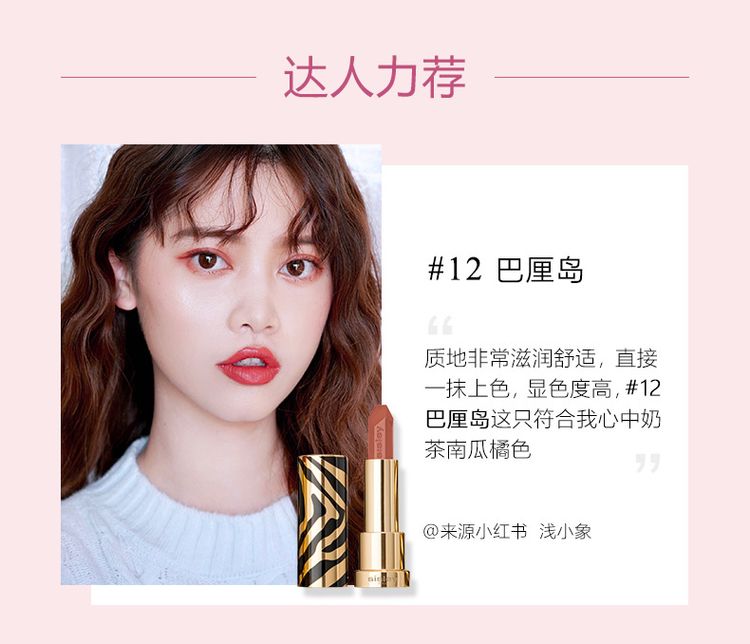 达人力荐
#12 巴厘岛
“
质地非常滋润舒适，直接
一抹上色，显色度高，#12
巴厘岛这只符合我心中奶
茶南瓜橘色
”
@来源小红书 浅小象
sisley